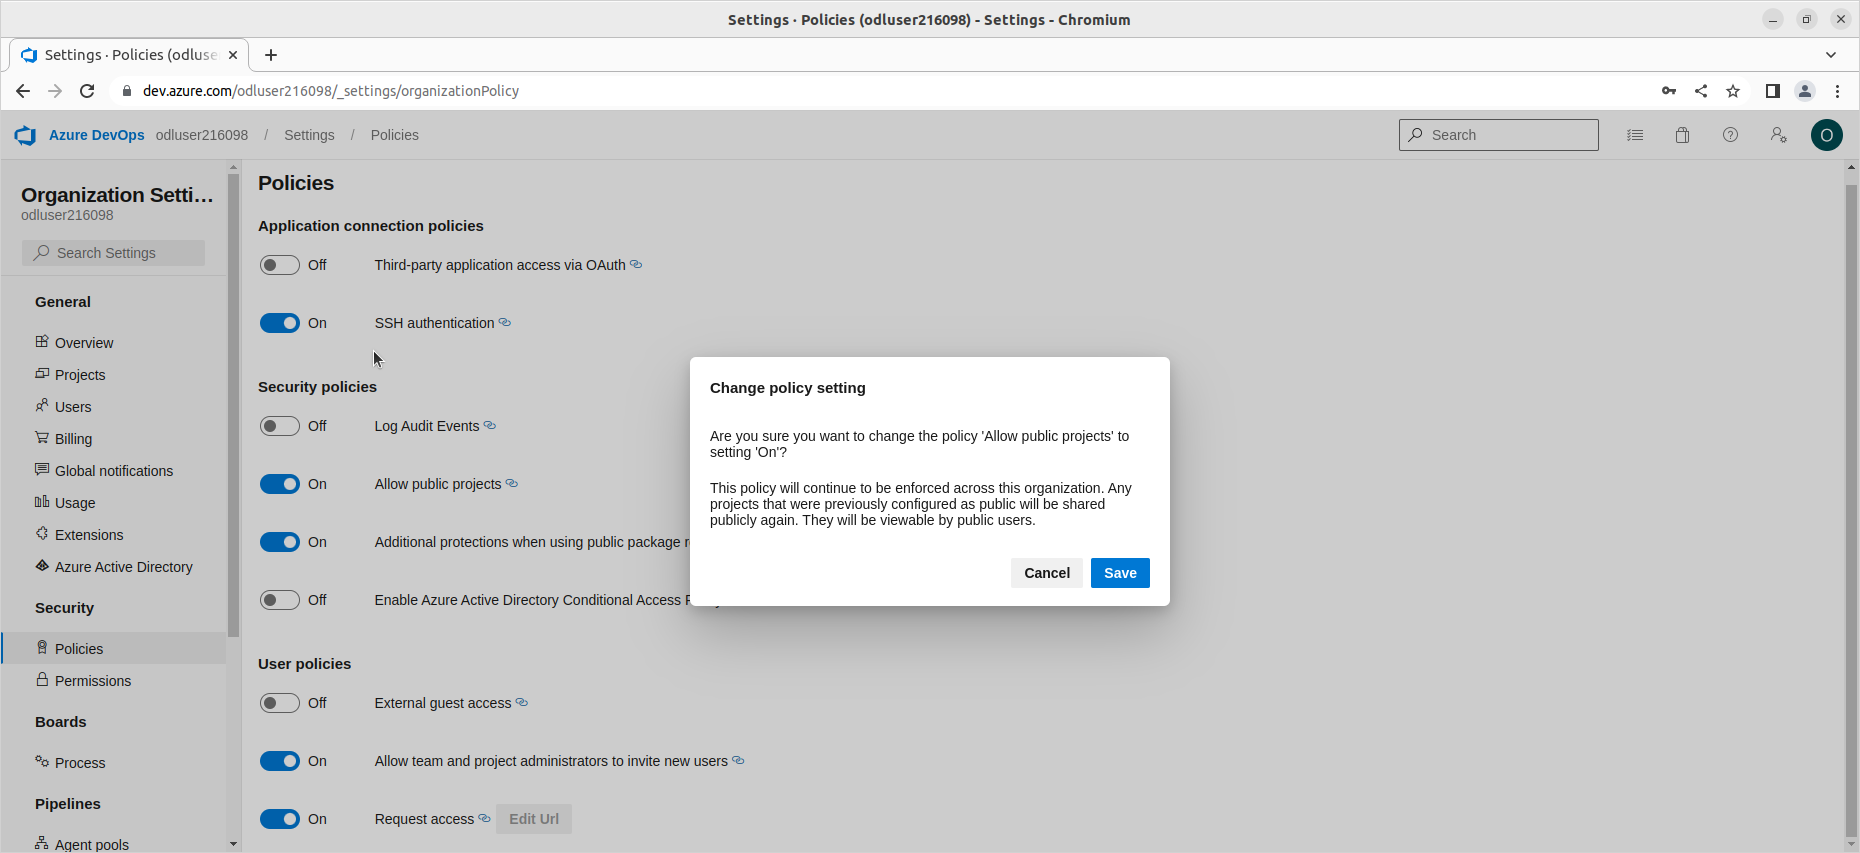 Settings · Policies (odluser216098) - Settings - Chromium
Settings · Policies (odluse
dev.azure.com/odluser216098/_settings/organizationPolicy
Azure DevOps odluser216098 / Settings / Policies
Search
O
Organization Setti...
odluser216098
Search Settings
General
Overview
Projects
Users
Billing
Global notifications
Usage
Extensions
Azure Active Directory
Security
Policies
Permissions
Boards
Process
Pipelines
Agent pools
Policies
Application connection policies
Off Third-party application access via OAuth
On SSH authentication
Security policies
Off Log Audit Events
On Allow public projects
On Additional protections when using public package
Off Enable Azure Active Directory Conditional Access
User policies
Off External guest access
On Allow team and project administrators to invite new users
On Request access Edit Url
Change policy setting
Are you sure you want to change the policy 'Allow public projects' to
setting 'On'?
This policy will continue to be enforced across this organization. Any
projects that were previously configured as public will be shared
publicly again. They will be viewable by public users.
Cancel Save